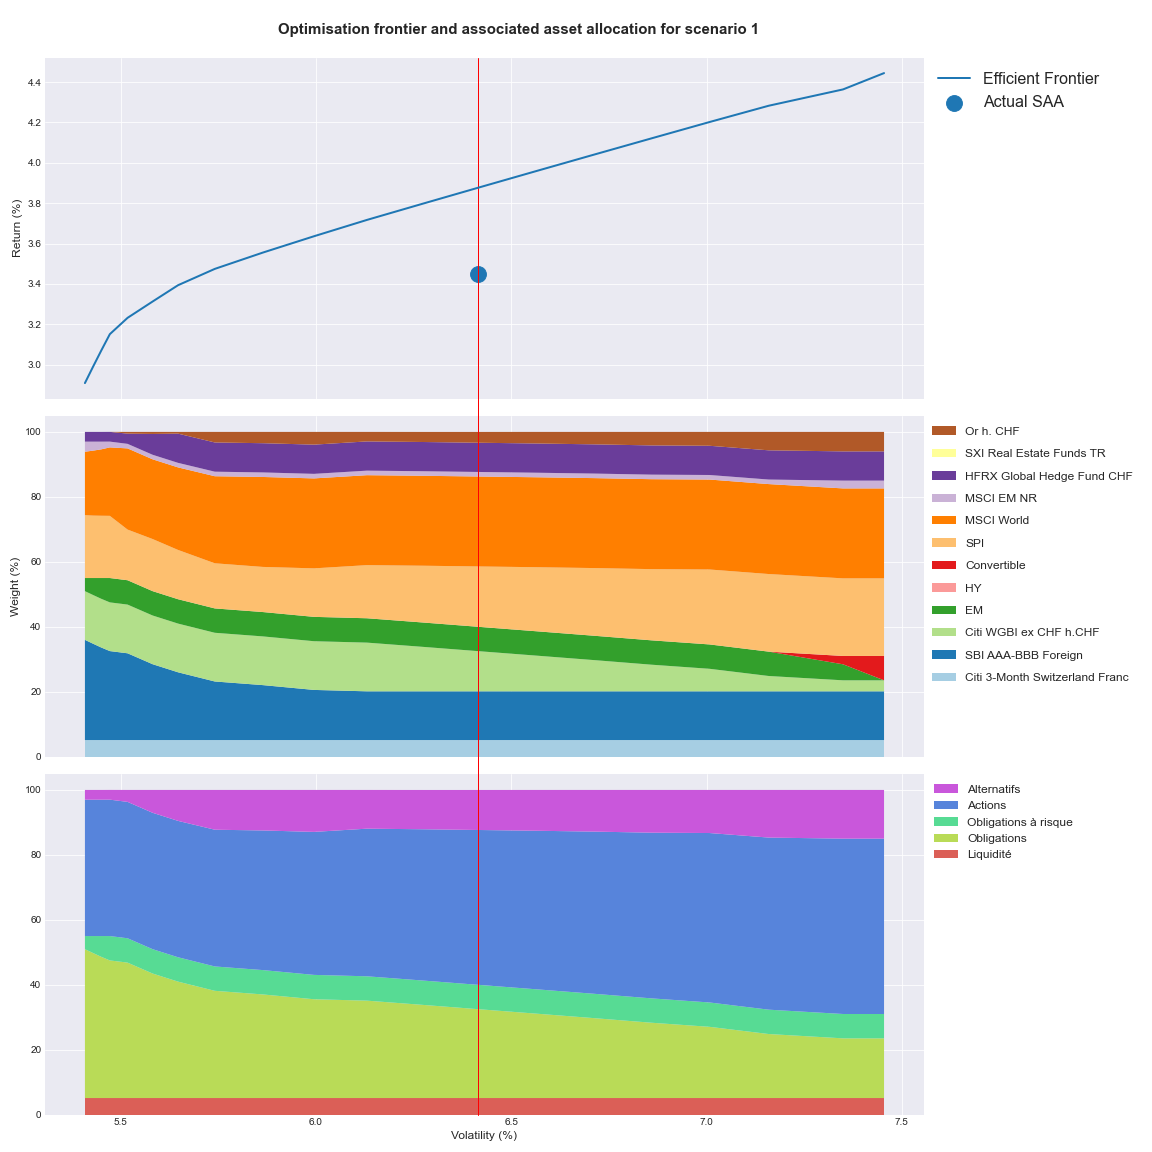 Optimisation frontier and associated asset allocation for scenario 1
Return (%)
4.4
4.2
4.0
3.8
3.6
3.4
3.2
3.0
Efficient Frontier
Actual SAA
Weight (%)
100
80
60
40
20
0
Or h. CHF
SXI Real Estate Funds TR
HFRX Global Hedge Fund CHF
MSCI EM NR
MSCI World
SPI
Convertible
HY
EM
Citi WGBI ex CHF h.CHF
SBI AAA-BBB Foreign
Citi 3-Month Switzerland Franc
100
80
60
40
20
0
Alternatifs
Actions
Obligations à risque
Obligations
Liquidité
5.5
6.0
6.5
7.0
7.5
Volatility (%)